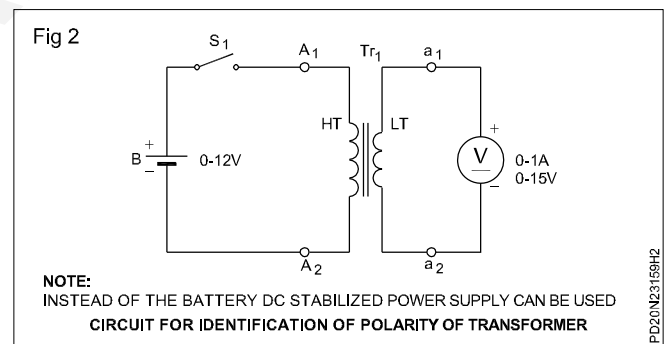 Fig 2
S1
A1
Tr1
a1
HT
LT
+
B
−
0-12V
+
V
−
0-1A
0-15V
A2
a2
NOTE:
INSTEAD OF THE BATTERY DC STABILIZED POWER SUPPLY CAN BE USED
CIRCUIT FOR IDENTIFICATION OF POLARITY OF TRANSFORMER
PD20N23159H2